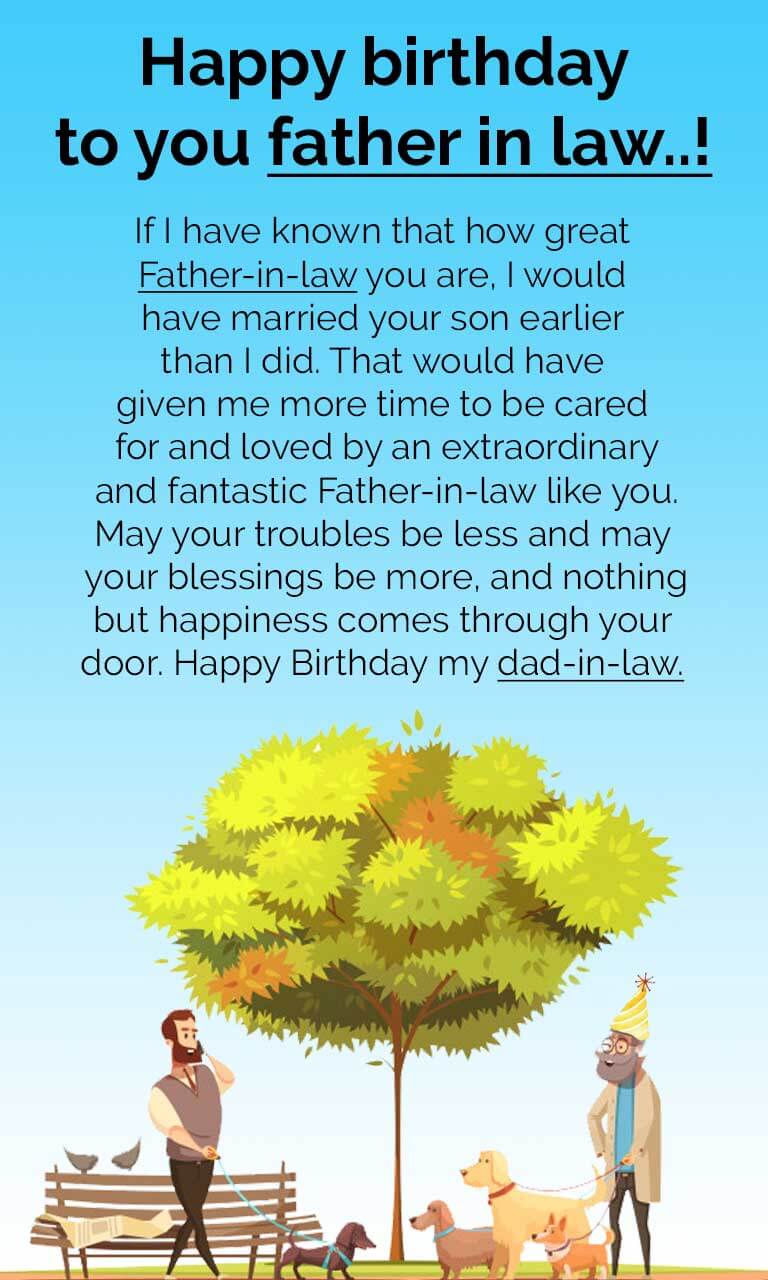 Happy birthday
to you father in law..!
If I have known that how great
Father-in-law you are, I would
have married your son earlier
than I did. That would have
given me more time to be cared
for and loved by an extraordinary
and fantastic Father-in-law like you.
May your troubles be less and may
your blessings be more, and nothing
but happiness comes through your
door. Happy Birthday my dad-in-law.